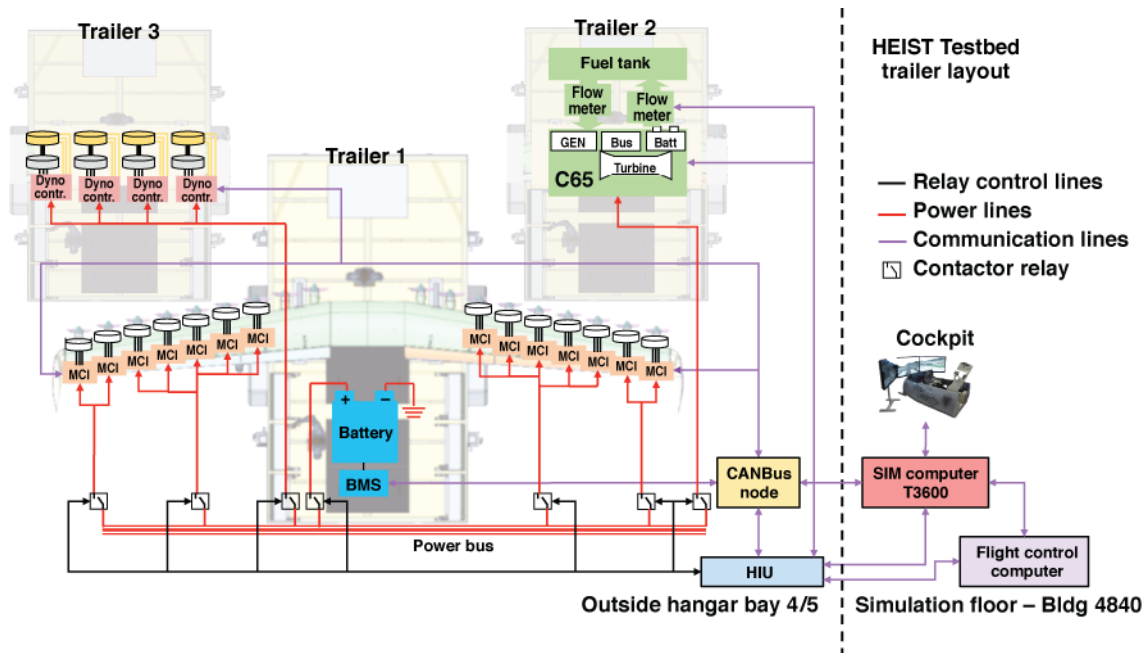 Trailer 3
Trailer 2
HEIST Testbed
trailer layout
Fuel tank
Flow
meter
Flow
meter
GEN
Bus
Batt
Turbine
C65
Trailer 1
Dyno
contr.
Dyno
contr.
Dyno
contr.
Dyno
contr.
Relay control lines
Power lines
Communication lines
Contactor relay
MCI
MCI
MCI
MCI
MCI
MCI
MCI
MCI
MCI
MCI
MCI
MCI
MCI
MCI
Cockpit
+
–
Battery
BMS
CANBus
node
SIM computer
T3600
Power bus
HIU
Flight control
computer
Outside hangar bay 4/5
Simulation floor – Bldg 4840